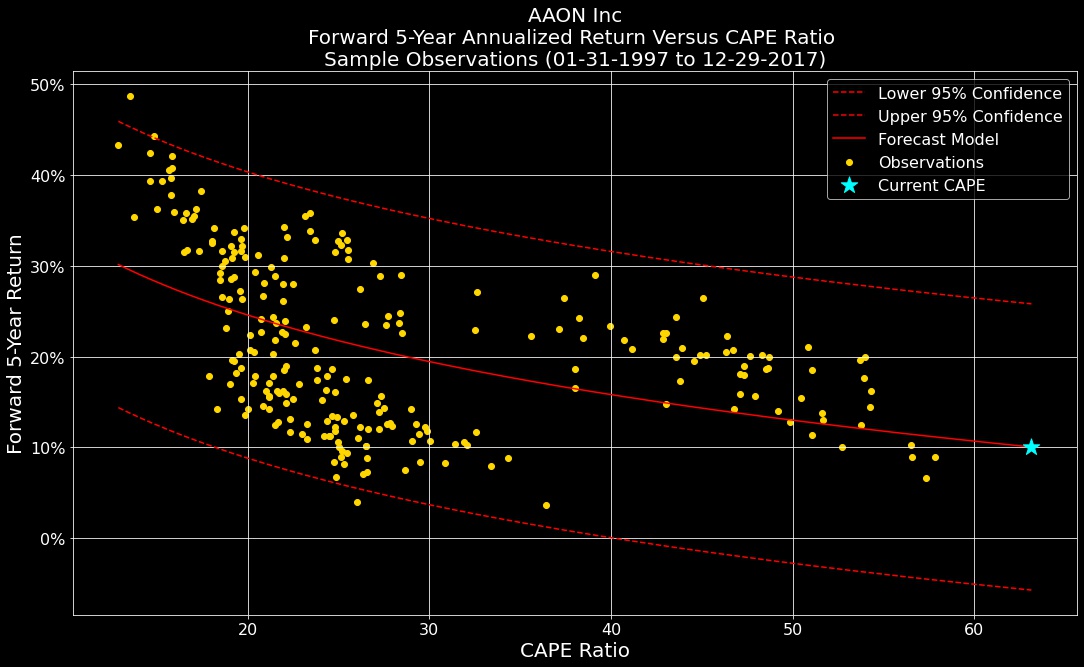 AAON Inc
Forward 5-Year Annualized Return Versus CAPE Ratio
Sample Observations (01-31-1997 to 12-29-2017)
Lower 95% Confidence
Upper 95% Confidence
Forecast Model
Observations
Current CAPE
Forward 5-Year Return
50%
40%
30%
20%
10%
0%
20
30
40
50
60
CAPE Ratio